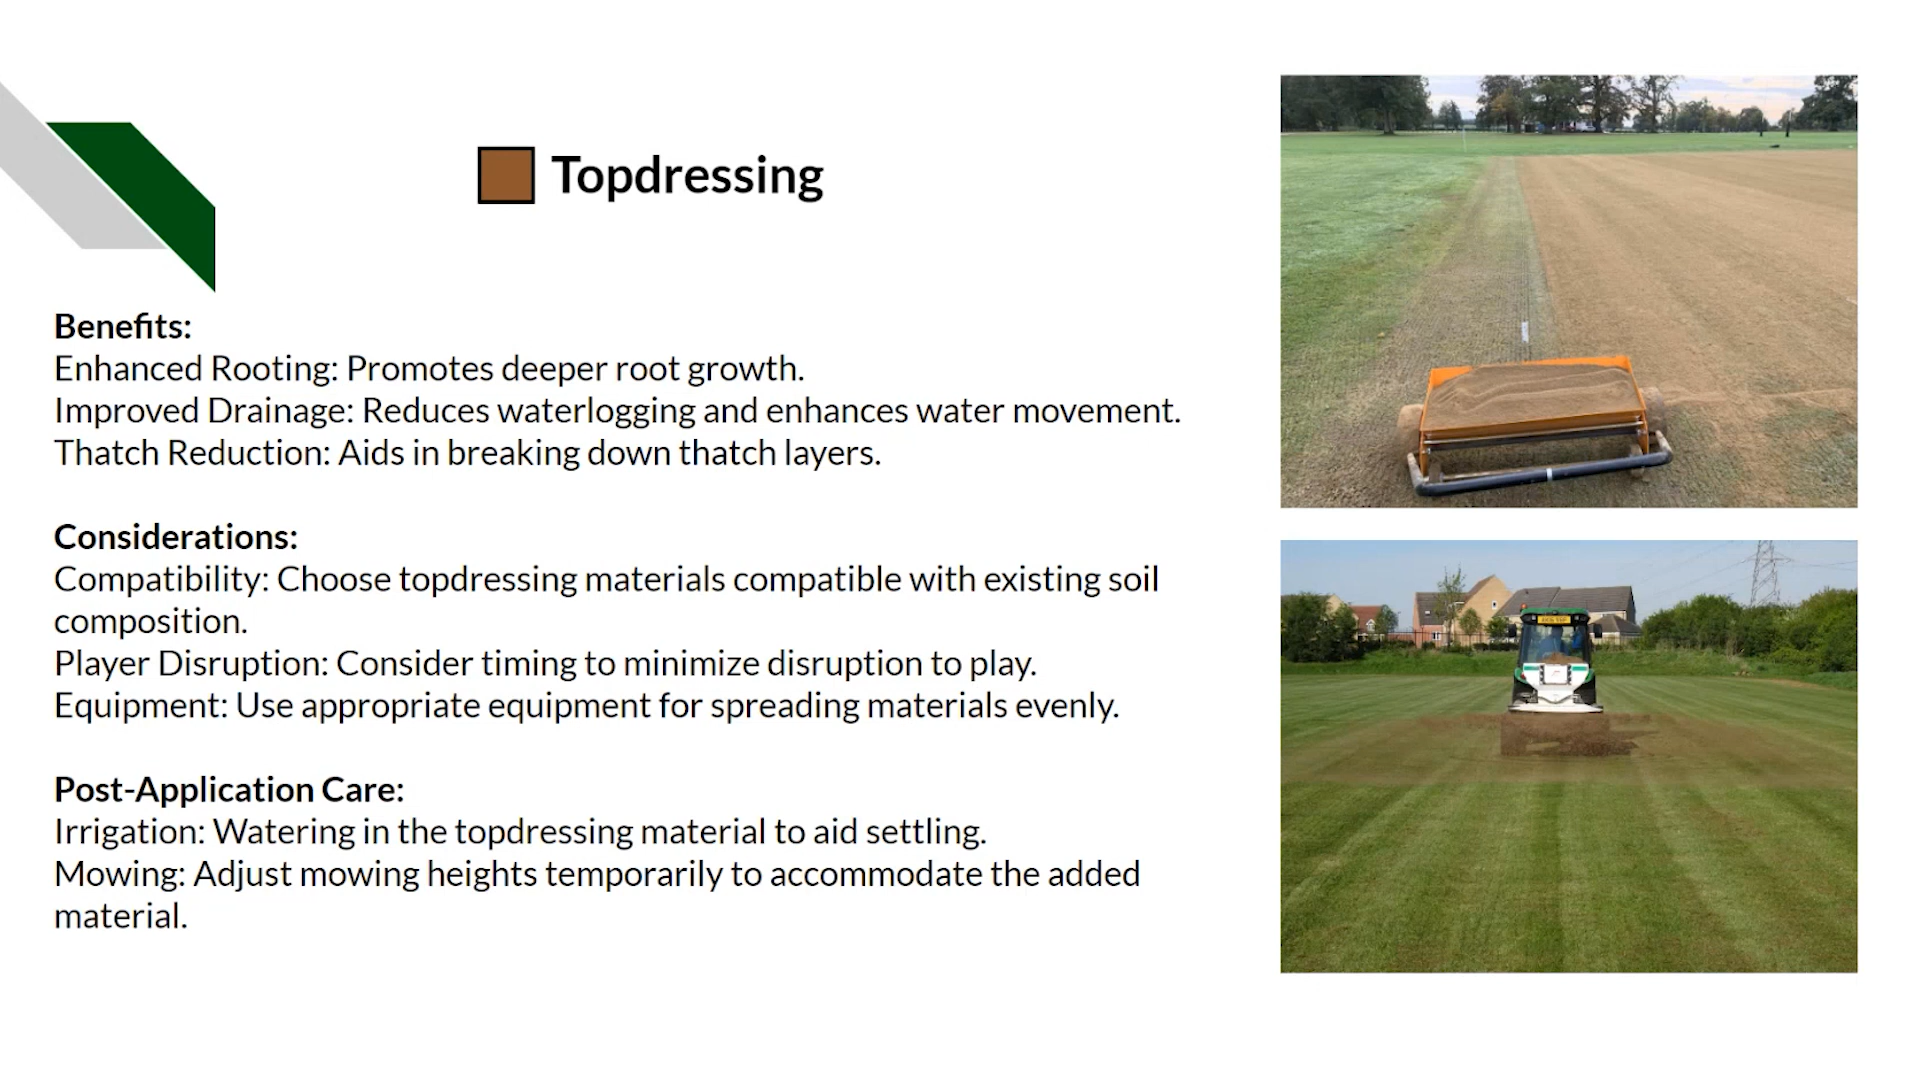 Topdressing
Benefits:
Enhanced Rooting: Promotes deeper root growth.
Improved Drainage: Reduces waterlogging and enhances water movement.
Thatch Reduction: Aids in breaking down thatch layers.
Considerations:
Compatibility: Choose topdressing materials compatible with existing soil
composition.
Player Disruption: Consider timing to minimize disruption to play.
Equipment: Use appropriate equipment for spreading materials evenly.
Post-Application Care:
Irrigation: Watering in the topdressing material to aid settling.
Mowing: Adjust mowing heights temporarily to accommodate the added
material.